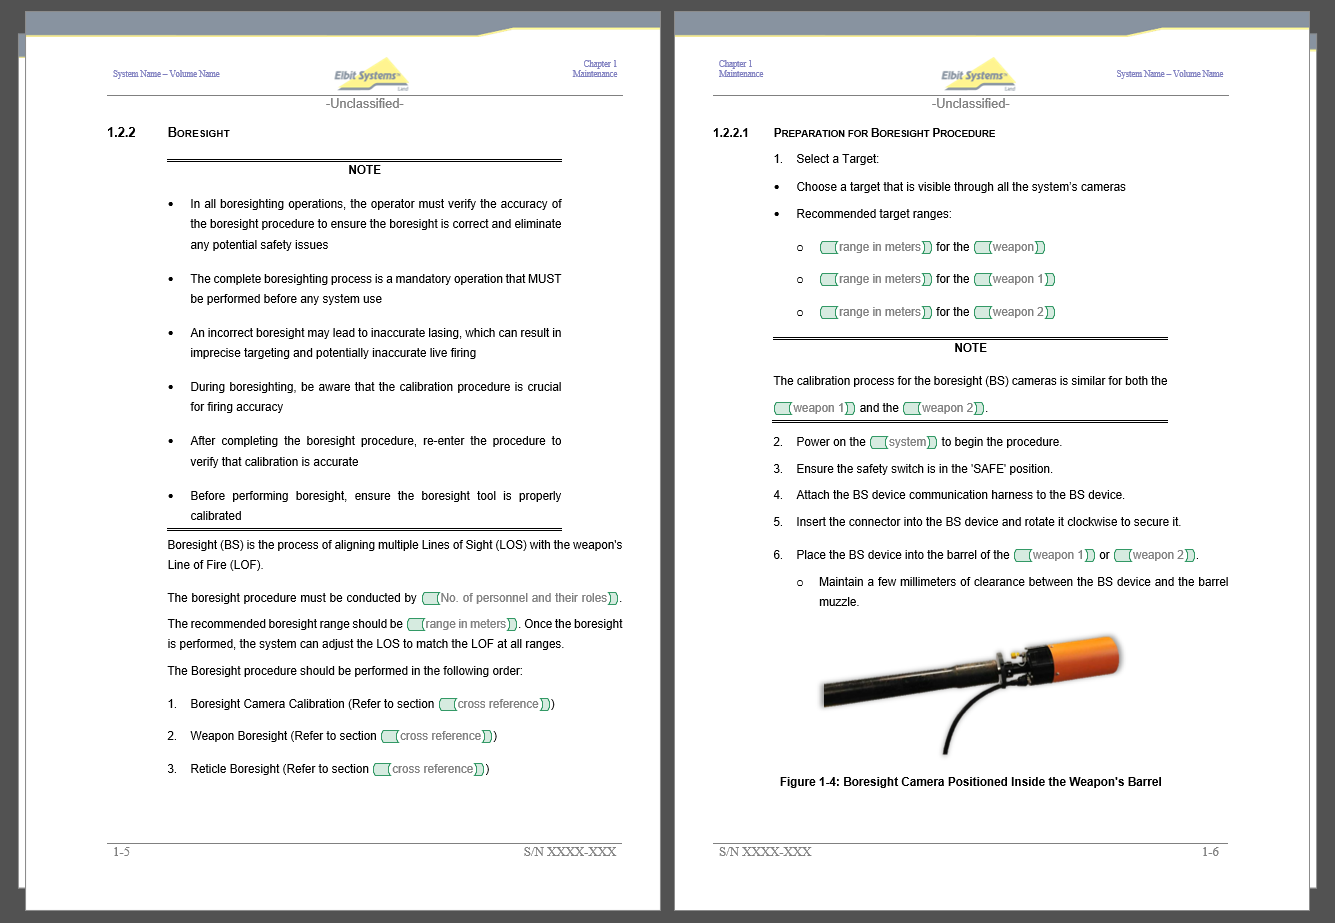 System Name – Volume Name
Elbit Systems™
Land
Chapter 1
Maintenance
-Unclassified-
1.2.2 BORESIGHT
NOTE
• In all boresighting operations, the operator must verify the accuracy of
the boresight procedure to ensure the boresight is correct and eliminate
any potential safety issues
• The complete boresighting process is a mandatory operation that MUST
be performed before any system use
• An incorrect boresight may lead to inaccurate lasing, which can result in
imprecise targeting and potentially inaccurate live firing
• During boresighting, be aware that the calibration procedure is crucial
for firing accuracy
• After completing the boresight procedure, re-enter the procedure to
verify that calibration is accurate
• Before performing boresight, ensure the boresight tool is properly
calibrated
Boresight (BS) is the process of aligning multiple Lines of Sight (LOS) with the weapon's
Line of Fire (LOF).
The boresight procedure must be conducted by (No. of personnel and their roles).
The recommended boresight range should be (range in meters). Once the boresight
is performed, the system can adjust the LOS to match the LOF at all ranges.
The Boresight procedure should be performed in the following order:
1. Boresight Camera Calibration (Refer to section (cross reference))
2. Weapon Boresight (Refer to section (cross reference))
3. Reticle Boresight (Refer to section (cross reference))
1-5
S/N XXXX-XXX
Chapter 1
Maintenance
Elbit Systems™
Land
System Name – Volume Name
-Unclassified-
1.2.2.1 PREPARATION FOR BORESIGHT PROCEDURE
1. Select a Target:
• Choose a target that is visible through all the system's cameras
• Recommended target ranges:
o (range in meters) for the (weapon)
o (range in meters) for the (weapon 1)
o (range in meters) for the (weapon 2)
NOTE
The calibration process for the boresight (BS) cameras is similar for both the
(weapon 1) and the (weapon 2).
2. Power on the (system) to begin the procedure.
3. Ensure the safety switch is in the 'SAFE' position.
4. Attach the BS device communication harness to the BS device.
5. Insert the connector into the BS device and rotate it clockwise to secure it.
6. Place the BS device into the barrel of the (weapon 1) or (weapon 2).
o Maintain a few millimeters of clearance between the BS device and the barrel
muzzle.
Figure 1-4: Boresight Camera Positioned Inside the Weapon's Barrel
S/N XXXX-XXX
1-6